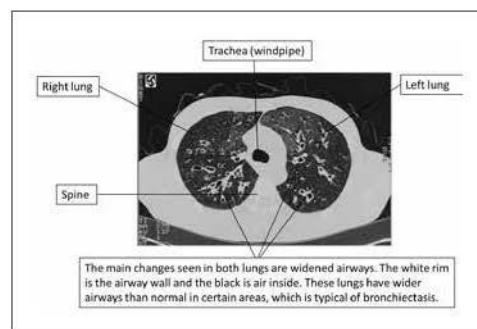 Trachea (windpipe)
Right lung
Left lung
Spine
The main changes seen in both lungs are widened airways. The white rim
is the airway wall and the black is air inside. These lungs have wider
airways than normal in certain areas, which is typical of bronchiectasis.